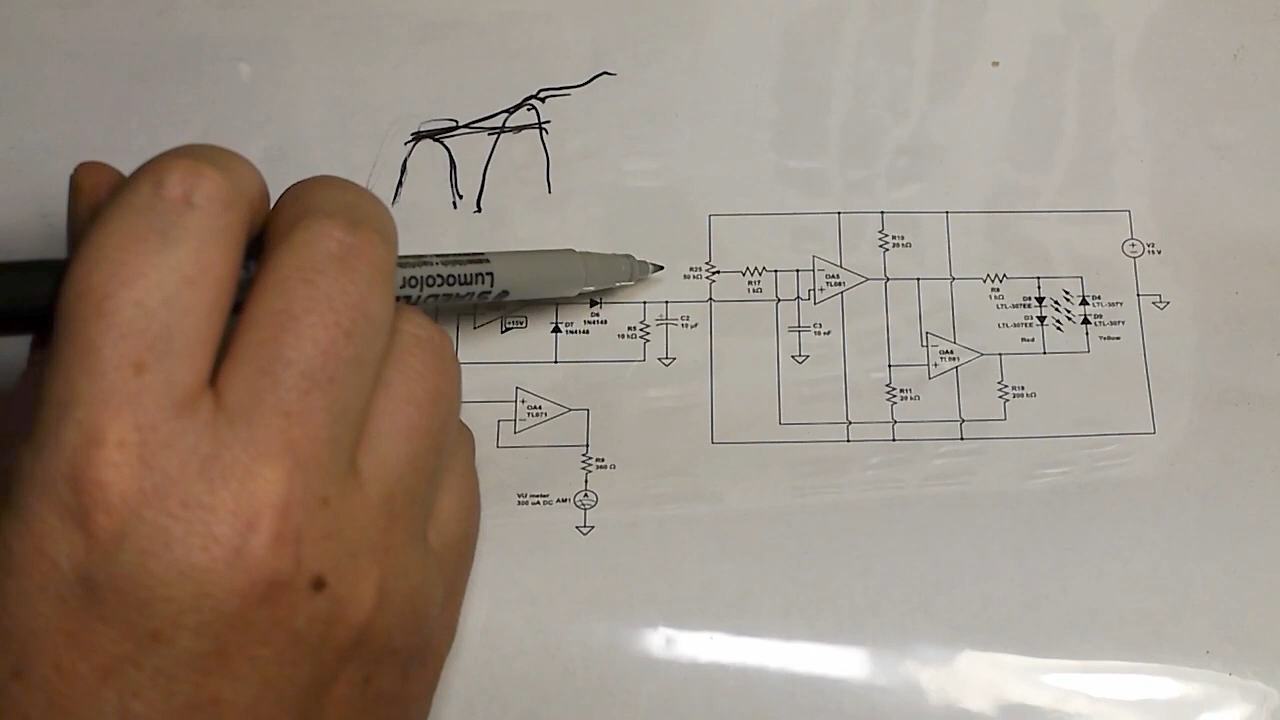 STAEDTLER
Lumocolor
R19
20 kΩ
V2
15 V
R25
50 kΩ
R17
1 kΩ
OA5
TL081
R8
1 kΩ
+15V
D6
1N4148
D7
1N4148
R5
10 kΩ
C2
10 µF
C3
10 nF
D8
LTL-307EE
D3
LTL-307EE
D4
LTL-307Y
D9
LTL-307Y
Red
Yellow
OA6
TL081
R11
20 kΩ
R18
200 kΩ
OA4
TL071
R9
360 Ω
VU meter
300 uA DC AM1
A